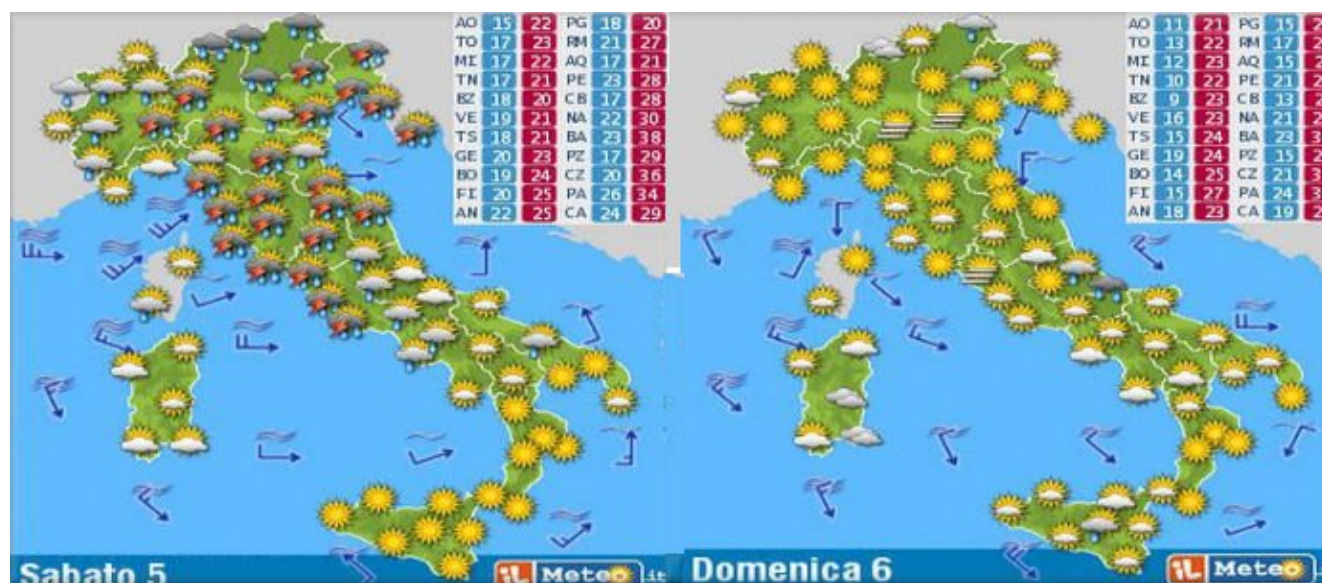 AO 15 22 PG 18 20
TO 17 23 RM 21 27
MI 17 22 AQ 17 21
TN 17 21 PE 23 28
BZ 18 20 CB 17 28
VE 19 21 NA 22 30
TS 18 21 BA 23 38
GE 20 23 PZ 17 29
BO 19 24 CZ 20 36
FI 20 25 PA 26 34
AN 22 25 CA 24 29
Sabato 5
iL Meteo it
AO 11 21 PG 15
TO 13 22 RM 17
MI 12 23 AQ 15
TN 10 22 PE 21
BZ 9 23 CB 13
VE 16 23 NA 21
TS 15 24 BA 23
GE 19 24 PZ 15
BO 14 25 CZ 21
FI 15 27 PA 24
AN 18 23 CA 19
Domenica 6
iL Meteo